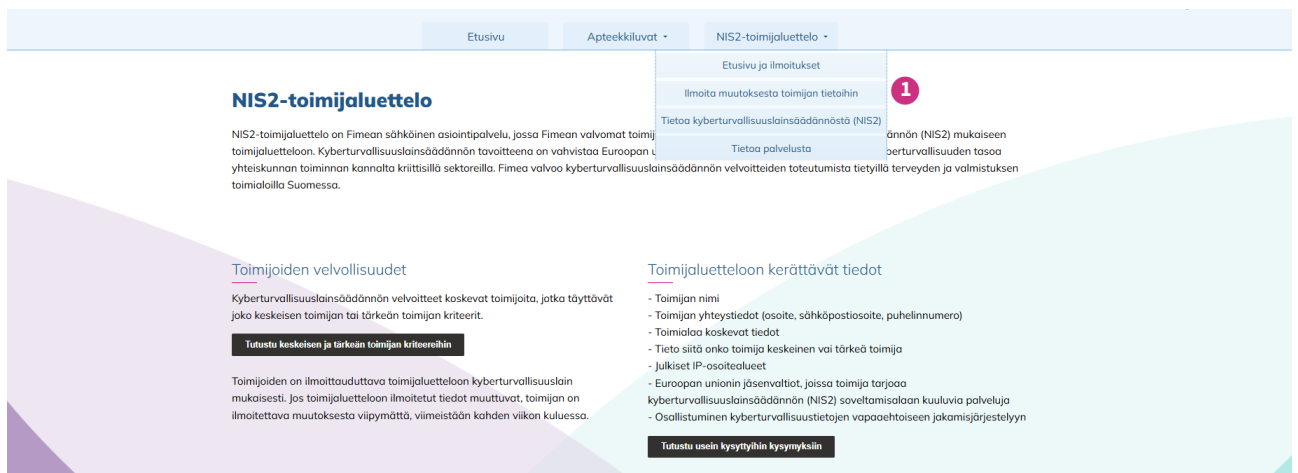 Etusivu
Apteekkiluvat
NIS2-toimijaluettelo
Etusivu ja ilmoitukset
Ilmoita muutoksesta toimijan tietoihin
1
Tietoa kyberturvallisuuslainsäädännöstä (NIS2)
Tietoa palvelusta
NIS2-toimijaluettelo
NIS2-toimijaluettelo on Fimean sähköinen asiointipalvelu, jossa Fimean valvomat toimij ännön (NIS2) mukaiseen
toimijaluetteloon. Kyberturvallisuuslainsäädännön tavoitteena on vahvistaa Euroopan u berturvallisuuden tasoa
yhteiskunnan toiminnan kannalta kriittisillä sektoreilla. Fimea valvoo kyberturvallisuuslainsäädännön velvoitteiden toteutumista tietyillä terveyden ja valmistuksen
toimialoilla Suomessa.
Toimijoiden velvollisuudet
Kyberturvallisuuslainsäädännön velvoitteet koskevat toimijoita, jotka täyttävät
joko keskeisen toimijan tai tärkeän toimijan kriteerit.
Tutustu keskeisen ja tärkeän toimijan kriteereihin
Toimijoiden on ilmoittauduttava toimijaluetteloon kyberturvallisuuslain
mukaisesti. Jos toimijaluetteloon ilmoitetut tiedot muuttuvat, toimijan on
ilmoitettava muutoksesta viipymättä, viimeistään kahden viikon kuluessa.
Toimijaluetteloon kerättävät tiedot
- Toimijan nimi
- Toimijan yhteystiedot (osoite, sähköpostiosoite, puhelinnumero)
- Toimialaa koskevat tiedot
- Tieto siitä onko toimija keskeinen vai tärkeä toimija
- Julkiset IP-osoitealueet
- Euroopan unionin jäsenvaltiot, joissa toimija tarjoaa
kyberturvallisuuslainsäädännön (NIS2) soveltamisalaan kuuluvia palveluja
- Osallistuminen kyberturvallisuustietojen vapaaehtoiseen jakamisjärjestelyyn
Tutustu usein kysyttyihin kysymyksiin